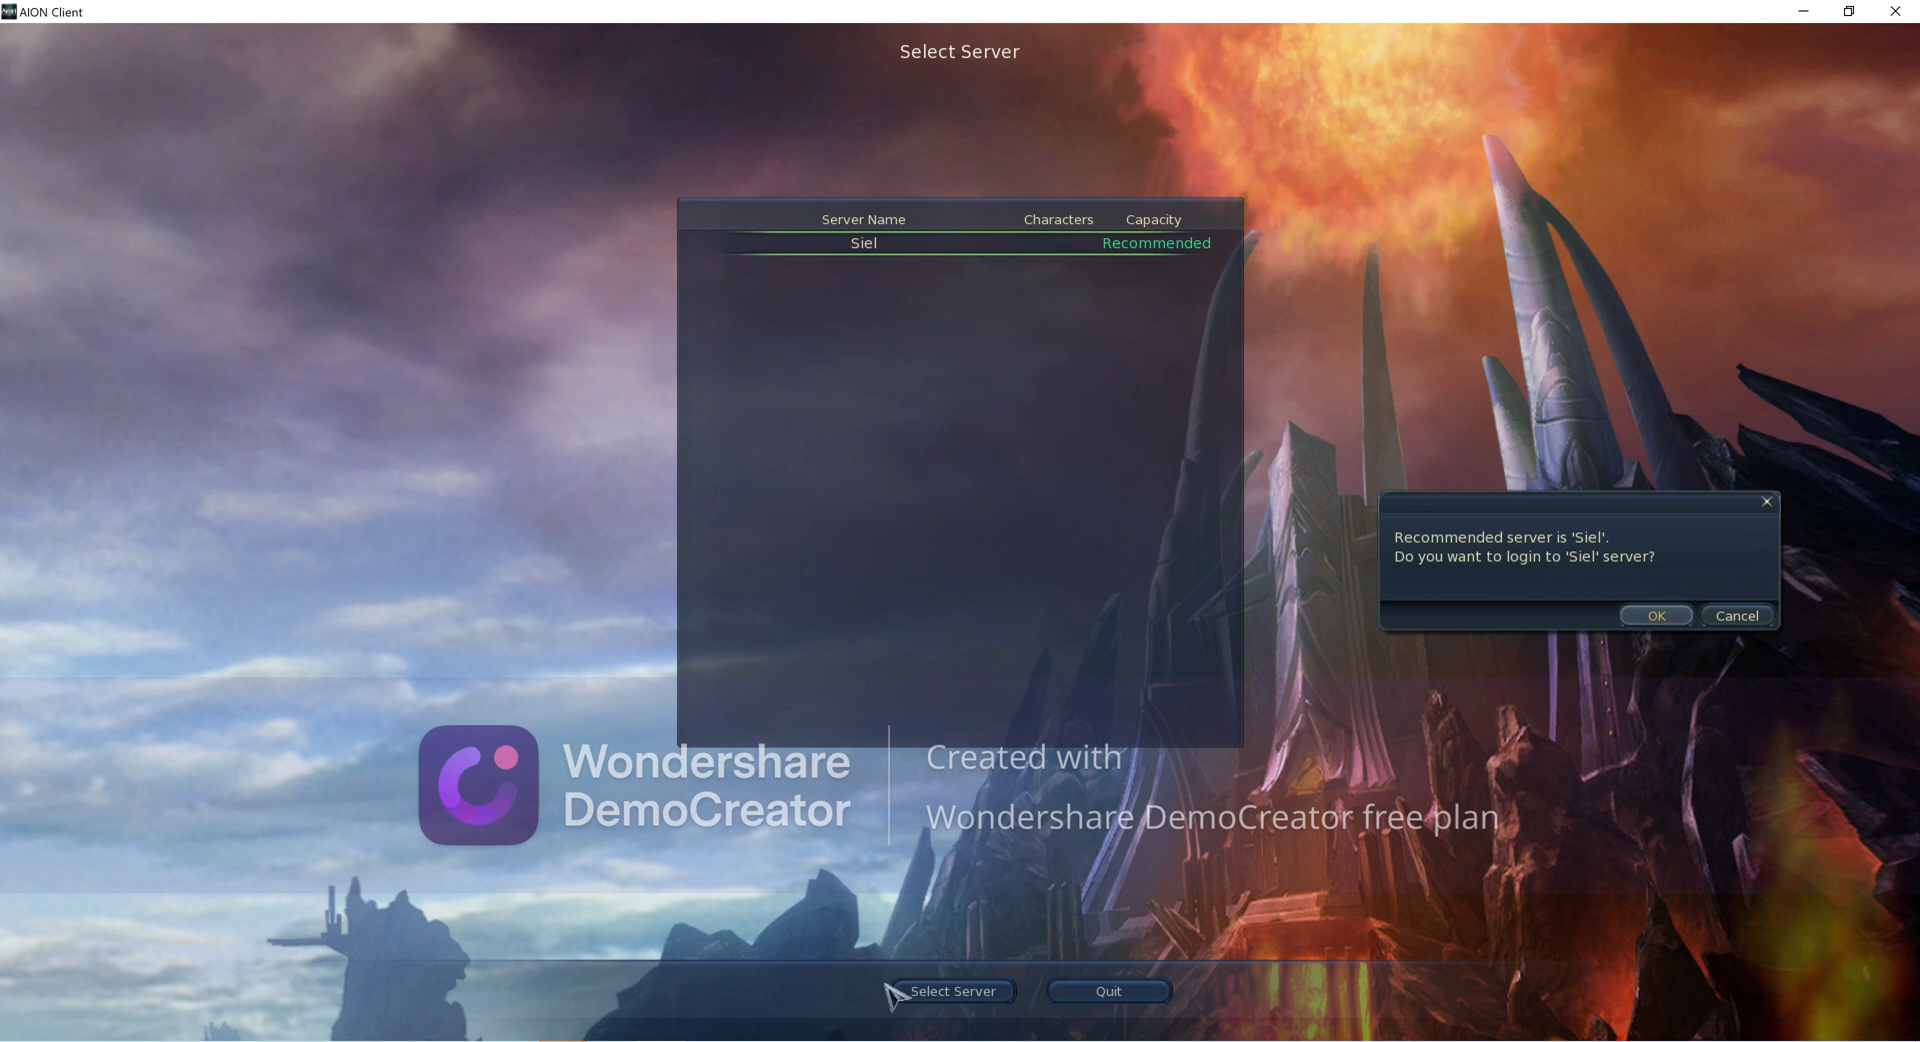 AION Client
Select Server
Server Name Characters Capacity
Siel Recommended
Recommended server is 'Siel'.
Do you want to login to 'Siel' server?
OK Cancel
Wondershare
DemoCreator
Created with
Wondershare DemoCreator free plan
Select Server Quit